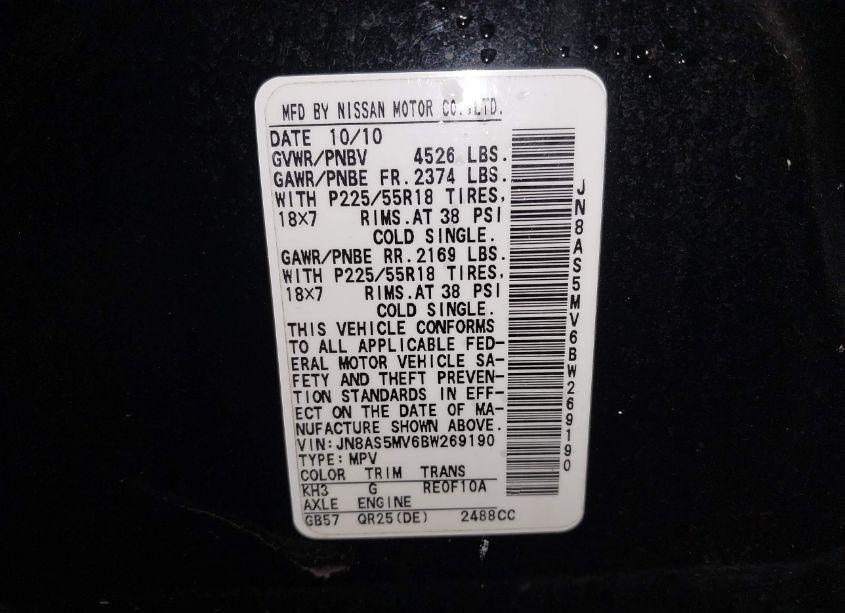 MFD BY NISSAN MOTOR CO.,LTD.
DATE 10/10
GVWR/PNBV 4526 LBS.
GAWR/PNBE FR. 2374 LBS.
WITH P225/55R18 TIRES,
18X7 RIMS.AT 38 PSI
COLD SINGLE.
GAWR/PNBE RR. 2169 LBS.
WITH P225/55R18 TIRES,
18X7 RIMS.AT 38 PSI
COLD SINGLE.
THIS VEHICLE CONFORMS
TO ALL APPLICABLE FED-
ERAL MOTOR VEHICLE SA-
FETY AND THEFT PREVEN-
TION STANDARDS IN EFF-
ECT ON THE DATE OF MA-
NUFACTURE SHOWN ABOVE.
VIN:JN8AS5MV6BW269190
TYPE:MPV
COLOR TRIM TRANS
KH3 G RE0F10A
AXLE ENGINE
GB57 QR25(DE) 2488CC
JN8AS5MV6BW269190